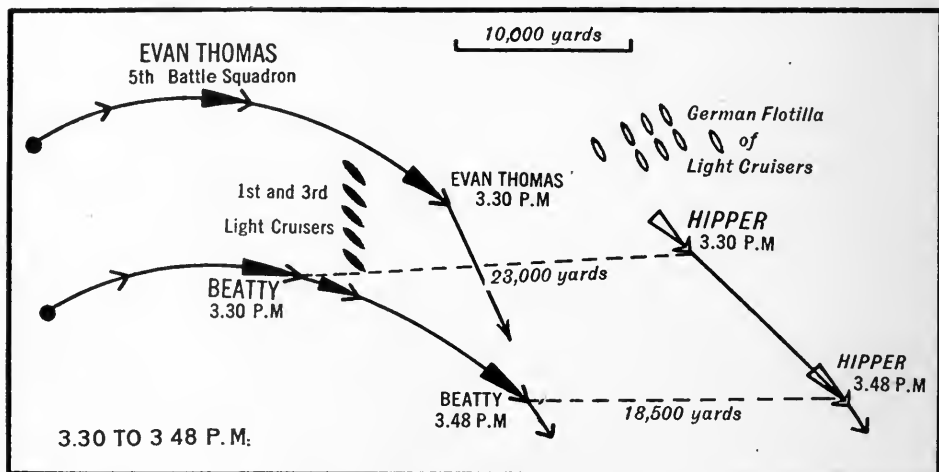 10,000 yards
EVAN THOMAS
5th Battle Squadron
German Flotilla
of
Light Cruisers
1st and 3rd
Light Cruisers
EVAN THOMAS
3.30 P.M
HIPPER
3.30 P.M
23,000 yards
BEATTY
3.30 P.M
HIPPER
3.48 P.M
BEATTY
3.48 P.M
18,500 yards
3.30 TO 3 48 P.M: